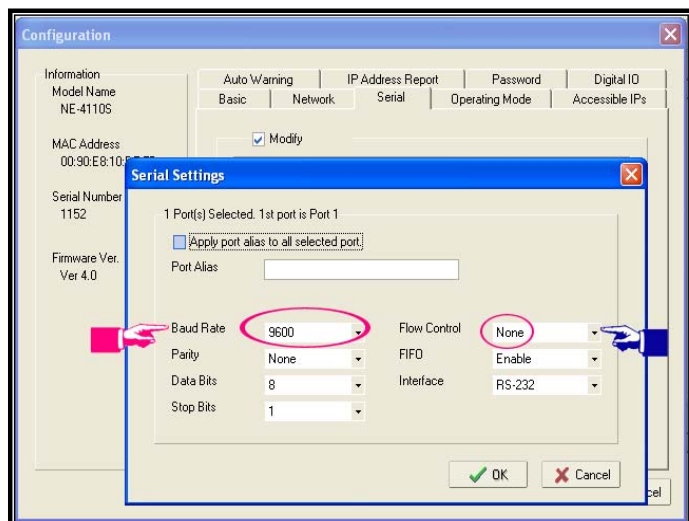 Configuration
Information
Model Name
NE-4110S
MAC Address
00:90:E8:10:
Serial Number
1152
Firmware Ver.
Ver 4.0
Auto Warning
IP Address Report
Password
Digital IO
Basic
Network
Serial
Operating Mode
Accessible IPs
Modify
Serial Settings
1 Port(s) Selected. 1st port is Port 1
Apply port alias to all selected port.
Port Alias
Baud Rate
9600
Flow Control
None
Parity
None
FIFO
Enable
Data Bits
8
Interface
RS-232
Stop Bits
1
OK
Cancel